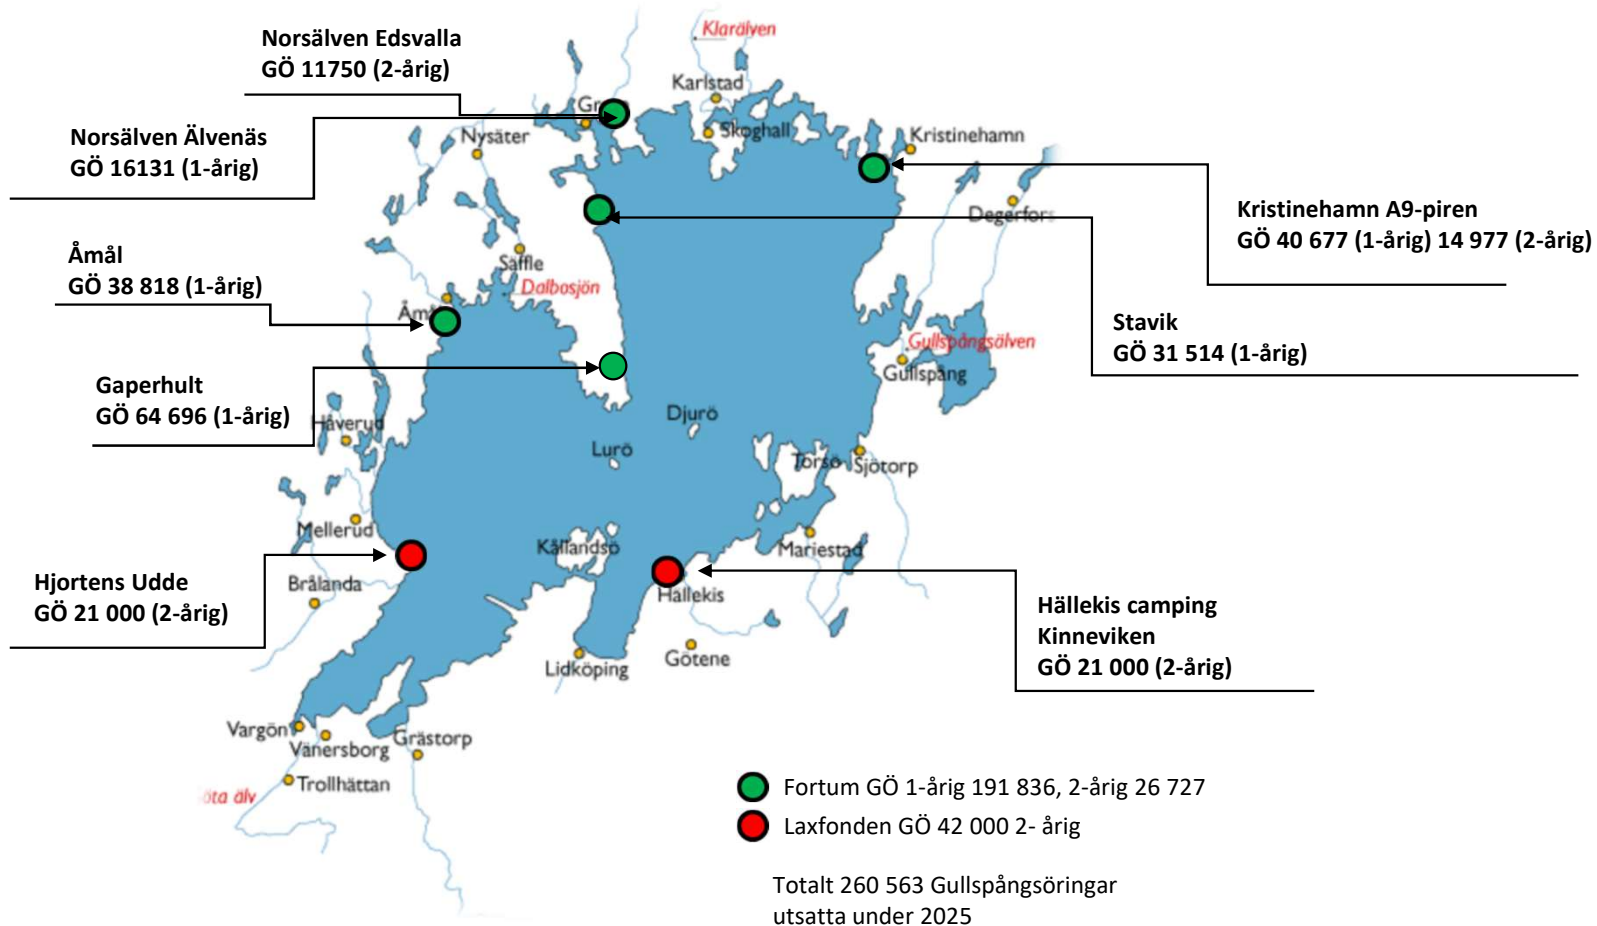 Norsälven Edsvalla
GÖ 11750 (2-årig)
Klarälven
Karlstad
Norsälven Älvenäs
GÖ 16131 (1-årig)
Nysäter
Skoghall
Kristinehamn
Kristinehamn A9-piren
GÖ 40 677 (1-årig) 14 977 (2-årig)
Degerfors
Åmål
GÖ 38 818 (1-årig)
Säffle
Dalbosjön
Stavik
GÖ 31 514 (1-årig)
Gullspångsälven
Gullspång
Gaperhult
GÖ 64 696 (1-årig)
Håverud
Djurö
Lurö
Torsö
Sjötorp
Mellerud
Kållandsö
Mariestad
Hjortens Udde
GÖ 21 000 (2-årig)
Brålanda
Hällekis
Hällekis camping
Kinneviken
GÖ 21 000 (2-årig)
Lidköping
Götene
Vargön
Vänersborg
Grästorp
Trollhättan
öta älv
Fortum GÖ 1-årig 191 836, 2-årig 26 727
Laxfonden GÖ 42 000 2- årig
Totalt 260 563 Gullspångsöringar
utsatta under 2025